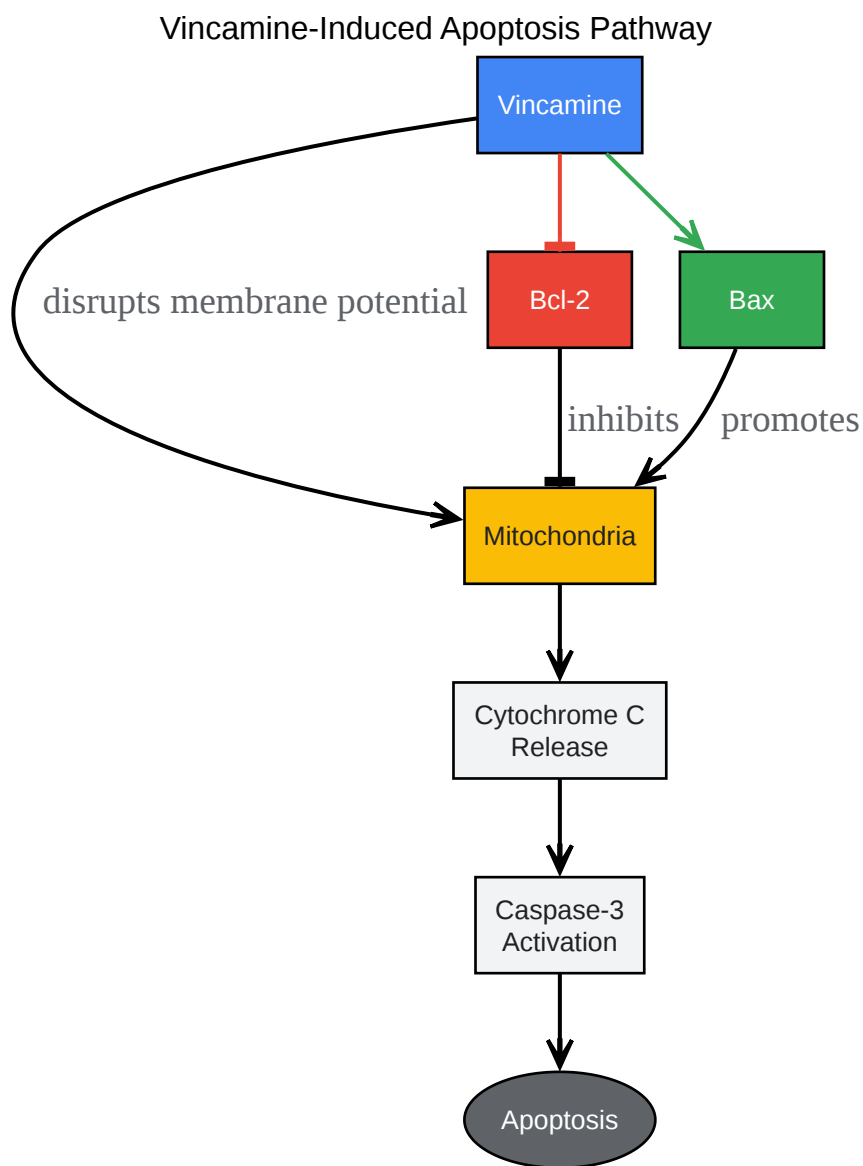 Vincamine-Induced Apoptosis Pathway
Vincamine
disrupts membrane potential
Bcl-2
Bax
inhibits
promotes
Mitochondria
Cytochrome C
Release
Caspase-3
Activation
Apoptosis